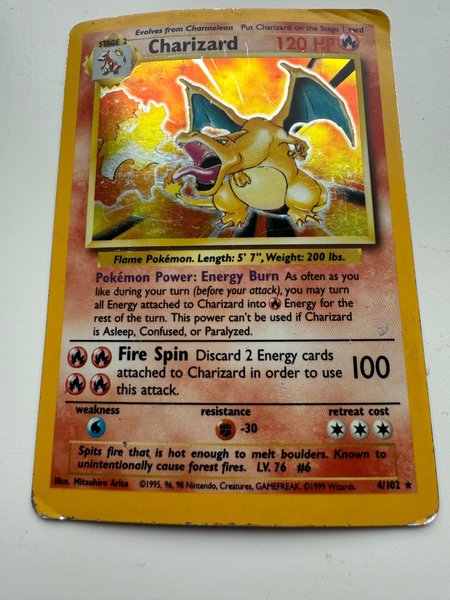 Evolves from Charmeleon Put Charizard on the Stage 1 card
STAGE 2 Charizard 120 HP
Flame Pokémon. Length: 5' 7", Weight: 200 lbs.
Pokémon Power: Energy Burn As often as you
like during your turn (before your attack), you may turn
all Energy attached to Charizard into Energy for the
rest of the turn. This power can't be used if Charizard
is Asleep, Confused, or Paralyzed.
Fire Spin Discard 2 Energy cards 100
attached to Charizard in order to use
this attack.
weakness resistance retreat cost
-30
Spits fire that is hot enough to melt boulders. Known to
unintentionally cause forest fires. LV. 76 #6
Illus. Mitsuhiro Arita ©1995, 96, 98 Nintendo, Creatures, GAMEFREAK. ©1999 Wizards. 4/102 ★